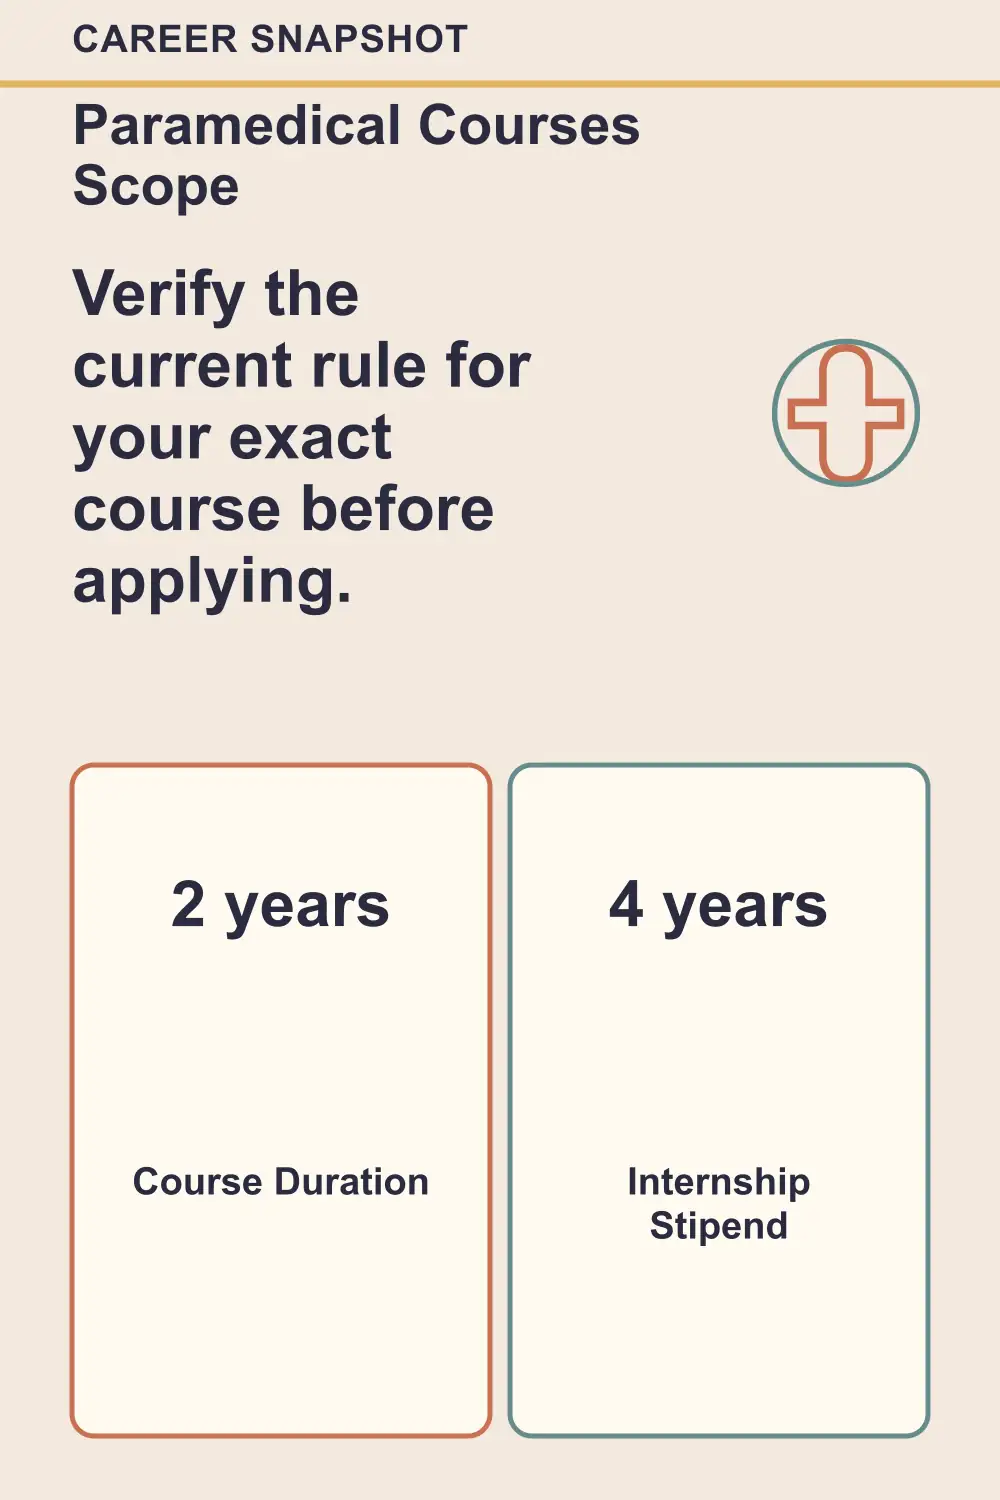 CAREER SNAPSHOT
Paramedical Courses
Scope
Verify the
current rule for
your exact
course before
applying.
2 years
Course Duration
4 years
Internship
Stipend